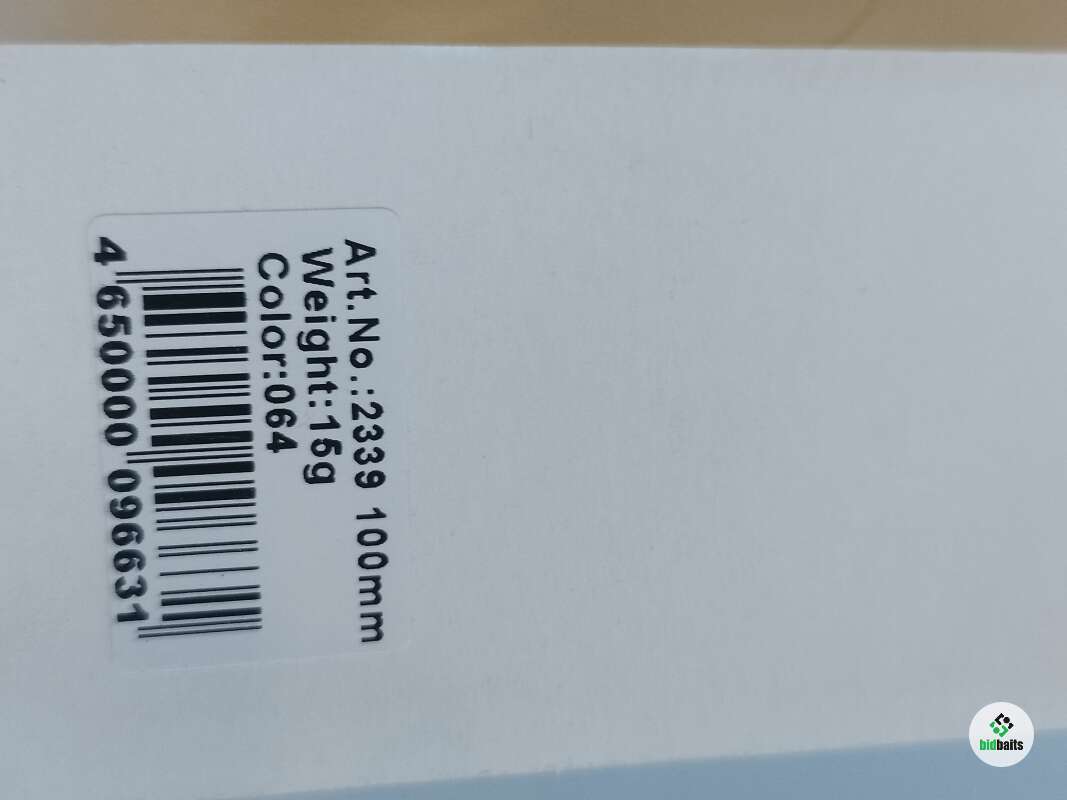 Art.No.:2339 100mm
Weight:15g
Color:064
4 650000 096631
bidbaits